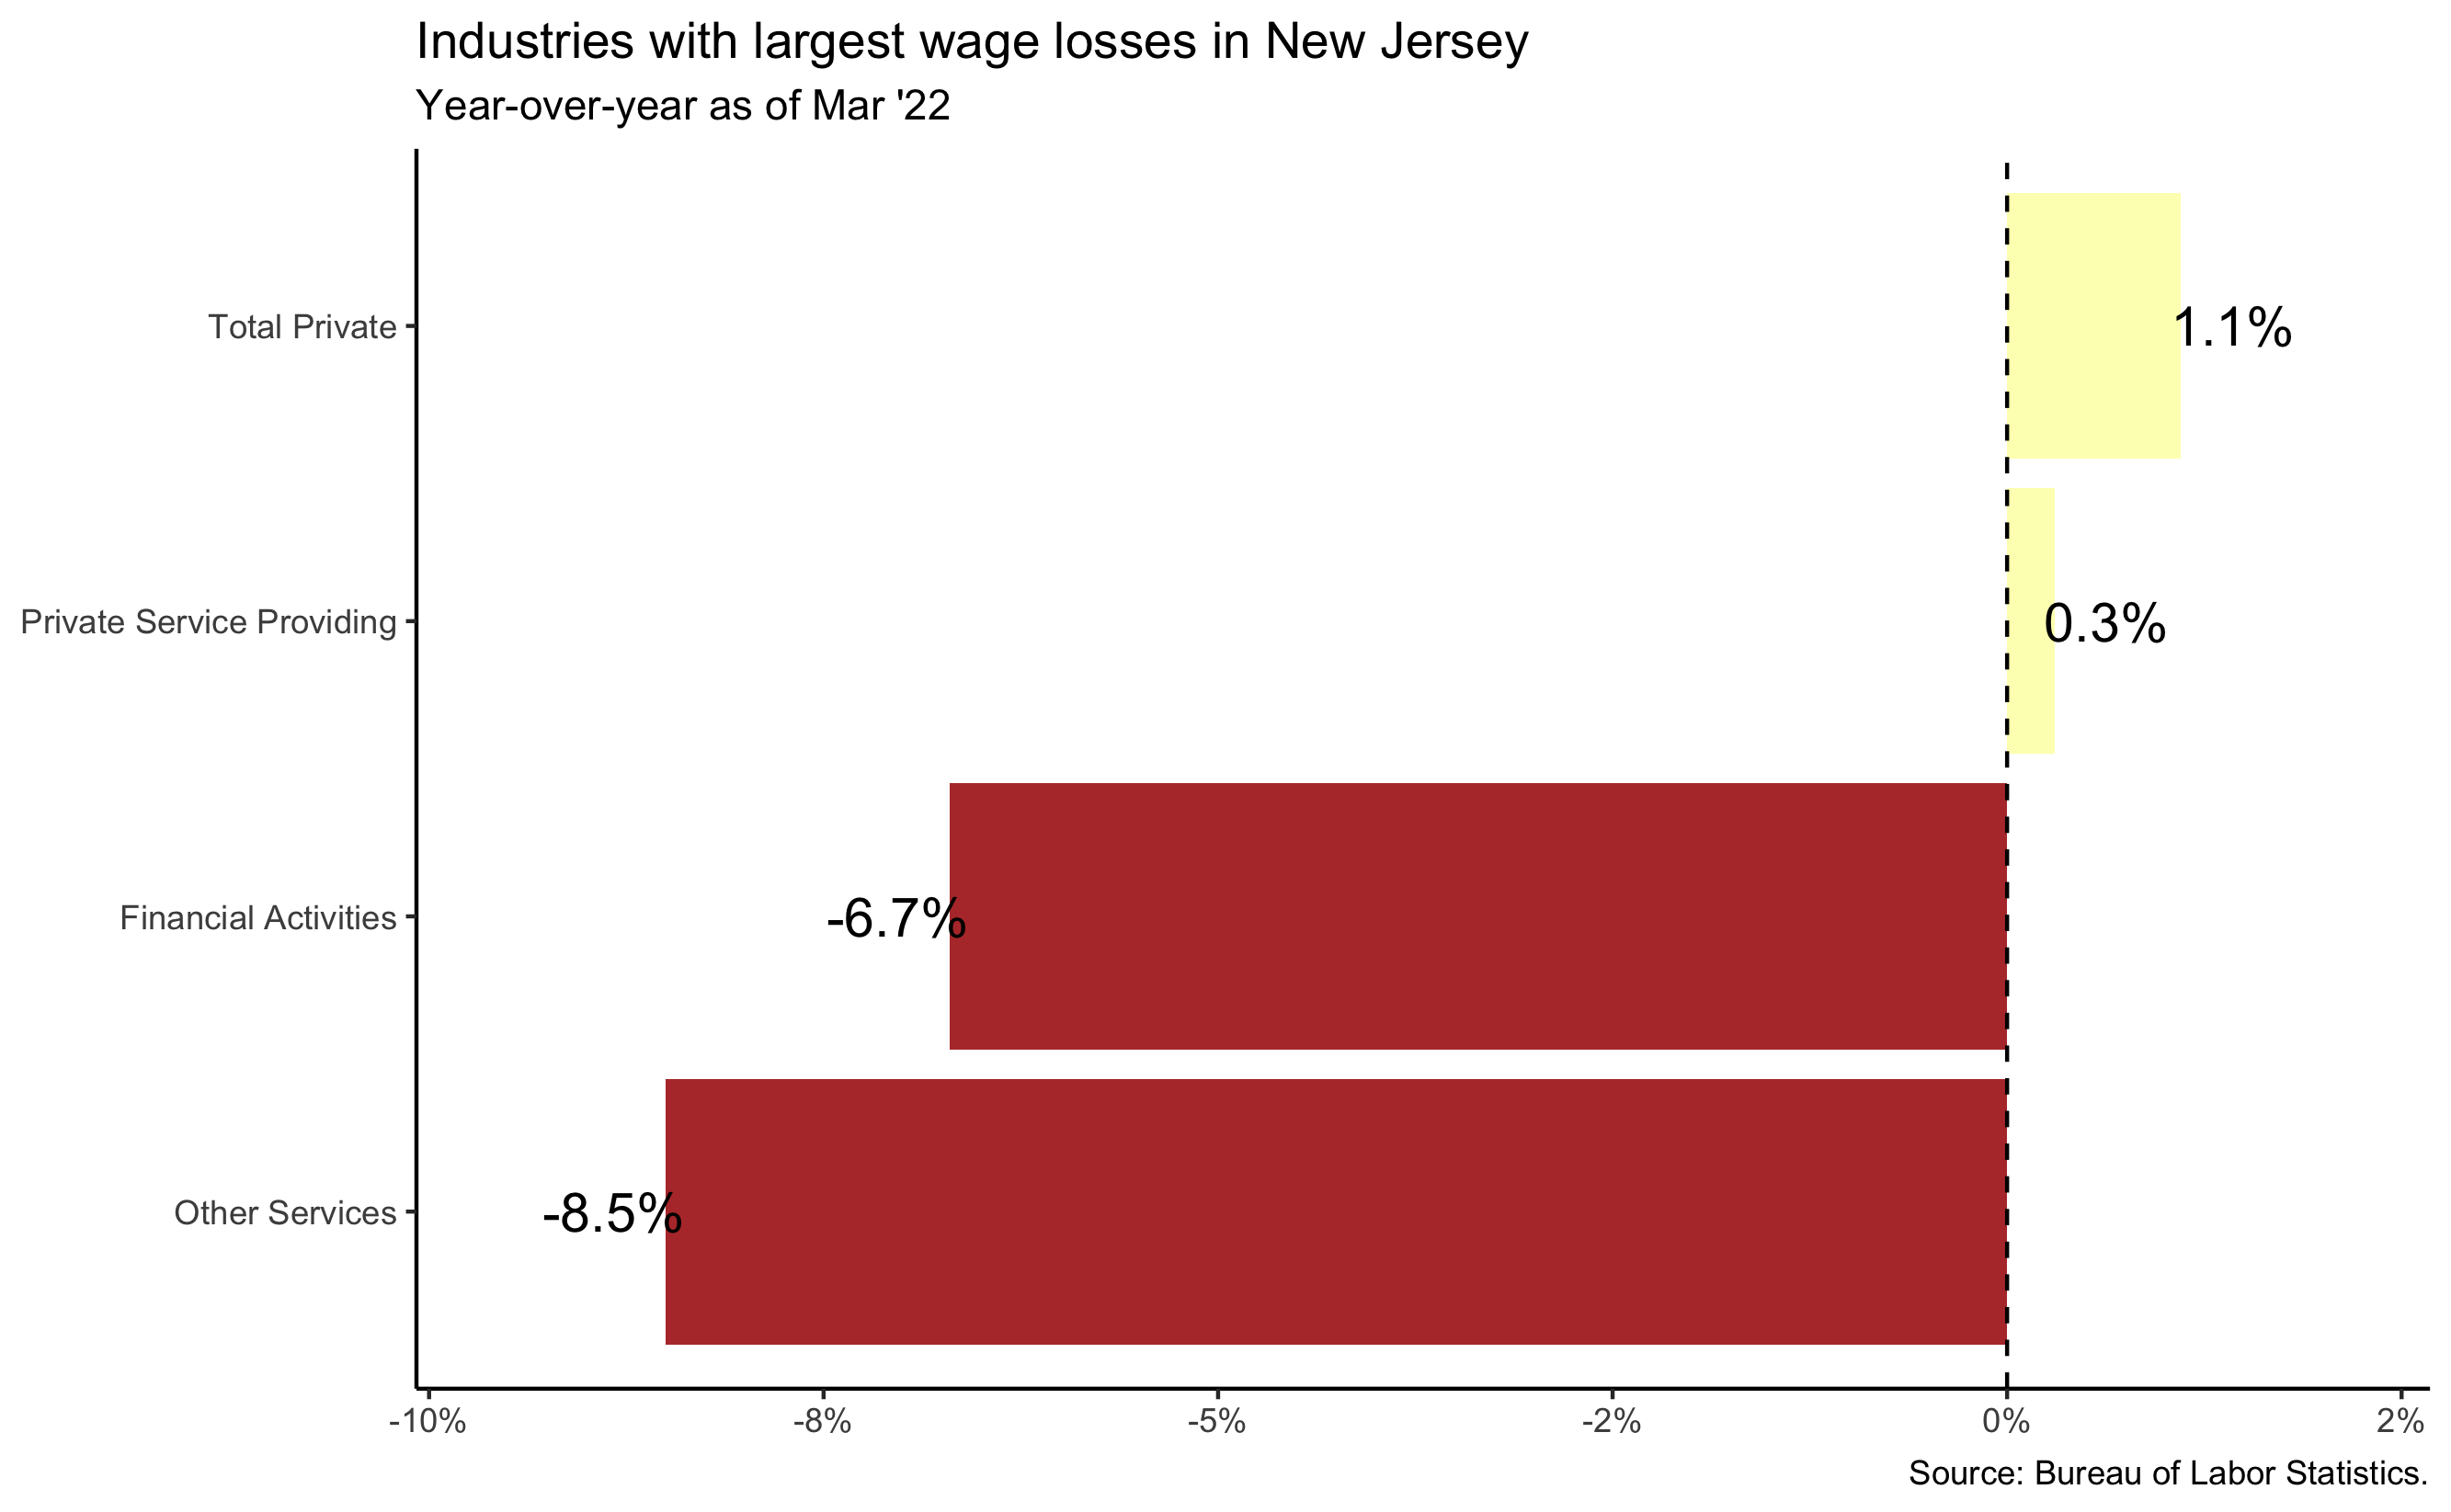 Industries with largest wage losses in New Jersey
Year-over-year as of Mar '22
Total Private
1.1%
Private Service Providing
0.3%
Financial Activities
-6.7%
Other Services
-8.5%
-10%
-8%
-5%
-2%
0%
2%
Source: Bureau of Labor Statistics.